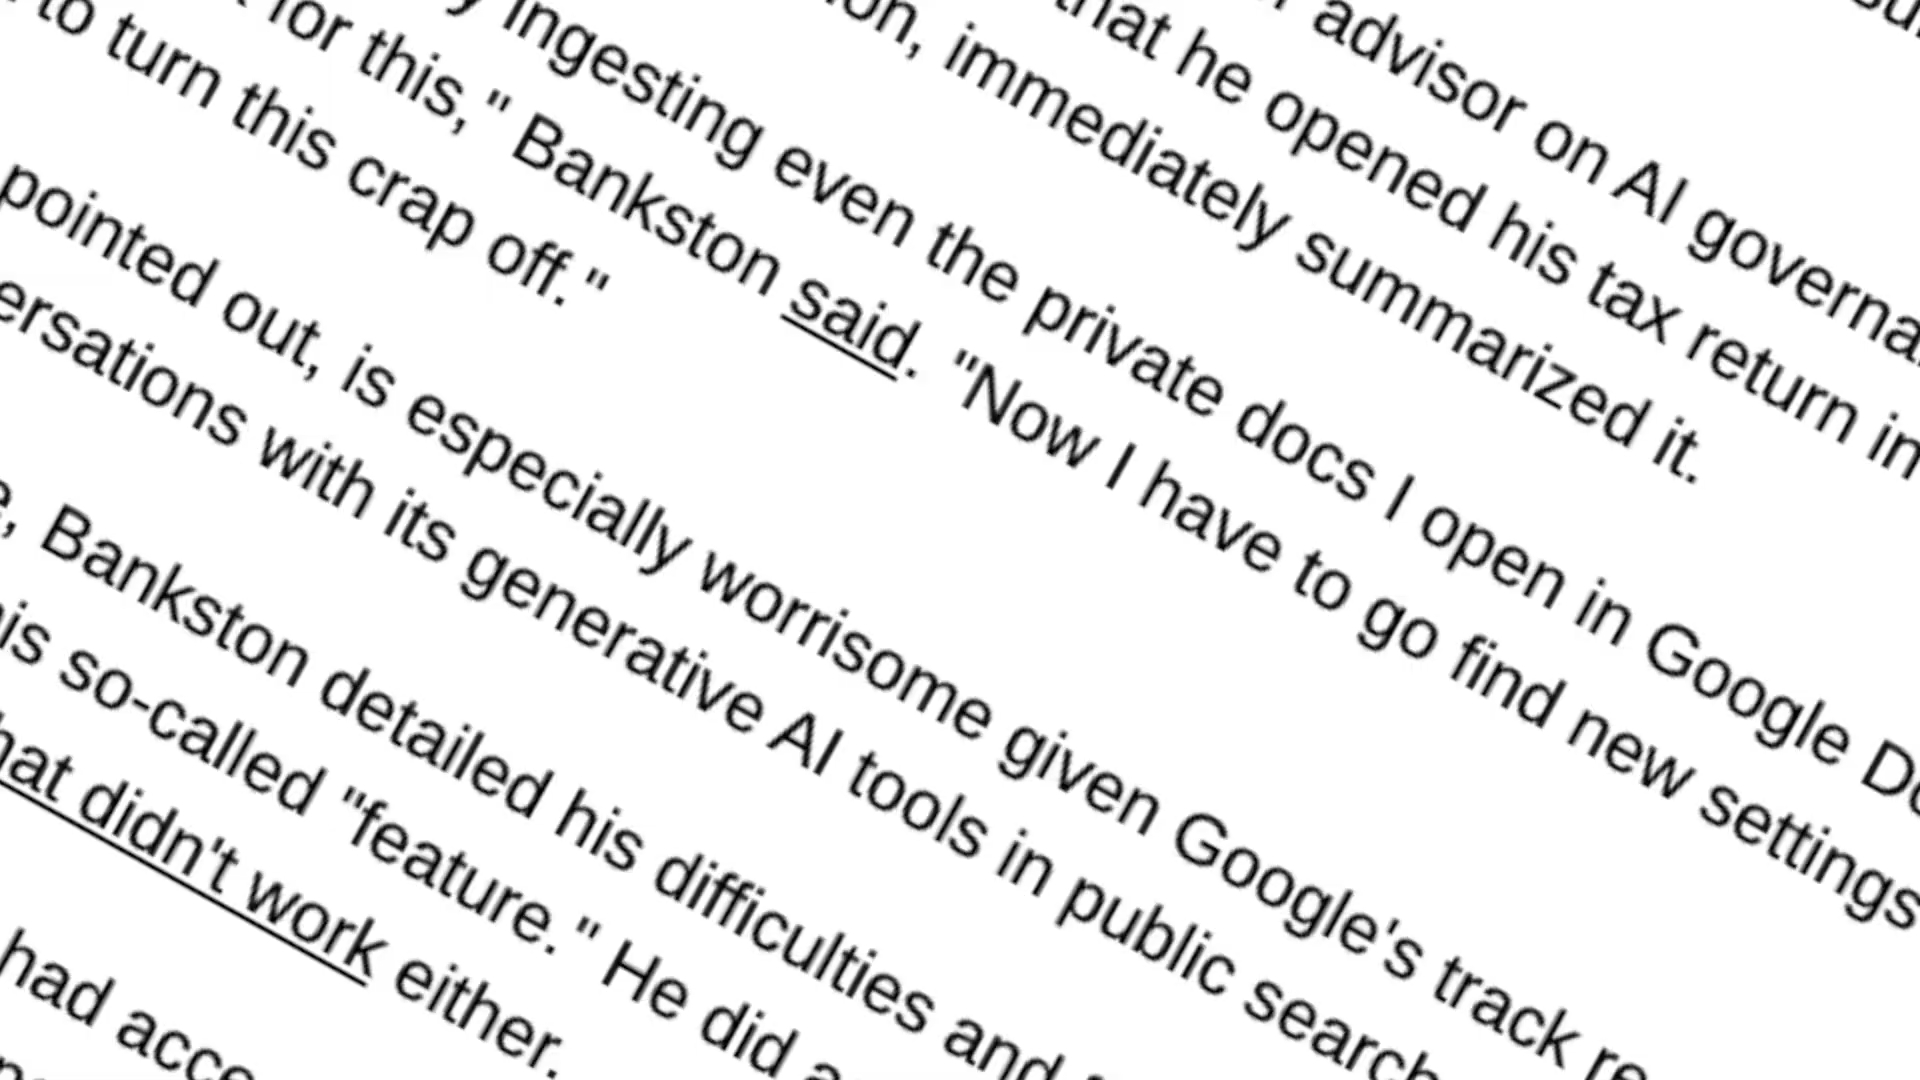 advisor on AI governa
that he opened his tax return in
on, immediately summarized it.
y ingesting even the private docs I open in Google Do
for this," Bankston said. "Now I have to go find new settings
to turn this crap off."
pointed out, is especially worrisome given Google's track re
ersations with its generative AI tools in public search
e, Bankston detailed his difficulties and
his so-called "feature." He did a
hat didn't work either.
had acce